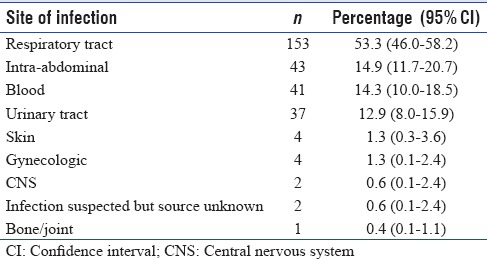 Site of infection n Percentage (95% CI)
Respiratory tract 153 53.3 (46.0-58.2)
Intra-abdominal 43 14.9 (11.7-20.7)
Blood 41 14.3 (10.0-18.5)
Urinary tract 37 12.9 (8.0-15.9)
Skin 4 1.3 (0.3-3.6)
Gynecologic 4 1.3 (0.1-2.4)
CNS 2 0.6 (0.1-2.4)
Infection suspected but source unknown 2 0.6 (0.1-2.4)
Bone/joint 1 0.4 (0.1-1.1)
CI: Confidence interval; CNS: Central nervous system